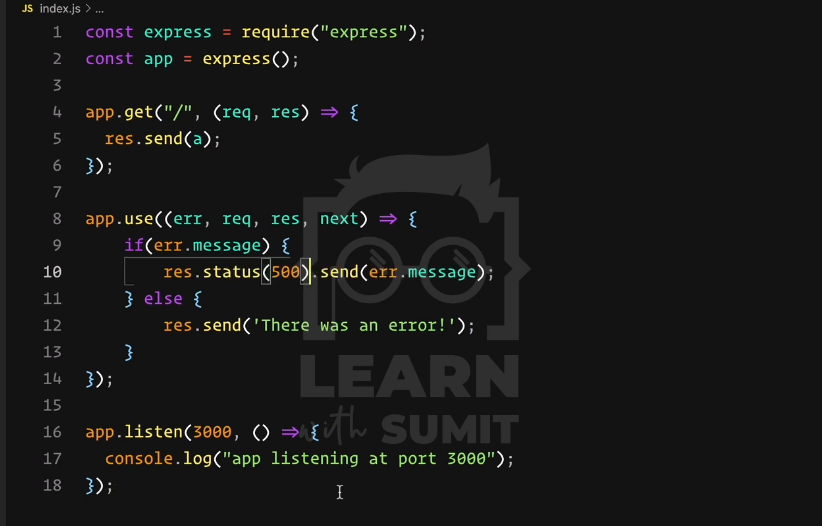 JS index.js > ...
1 const express = require("express");
2 const app = express();
3
4 app.get("/", (req, res) => {
5   res.send(a);
6 });
7
8 app.use((err, req, res, next) => {
9     if(err.message) {
10         res.status(500).send(err.message);
11     } else {
12         res.send('There was an error!');
13     }
14 });
15
16 app.listen(3000, () => {
17   console.log("app listening at port 3000");
18 });
LEARN
with SUMIT